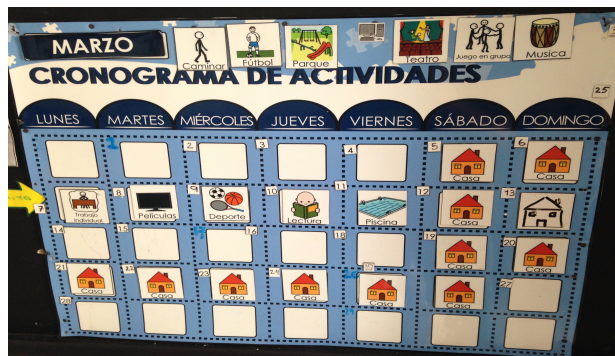 MARZO
Caminar Fútbol Parque Teatro Juego en grupo Musica
CRONOGRAMA DE ACTIVIDADES
25
LUNES MARTES MIÉRCOLES JUEVES VIERNES SÁBADO DOMINGO
1 2 3 4 5 6
Casa Casa
7 8 9 10 11 12 13
Trabajo individual Películas Deporte Lectura Piscina Casa
14 15 16 18 19 20
Casa Casa
21 22 23 24 27
Casa Casa Casa Casa Casa Casa
28